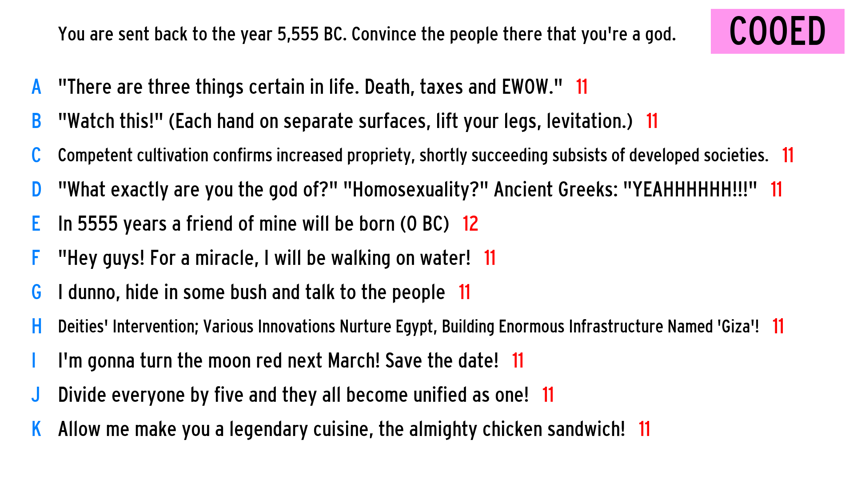 You are sent back to the year 5,555 BC. Convince the people there that you're a god.
COOED
A "There are three things certain in life. Death, taxes and EWOW." 11
B "Watch this!" (Each hand on separate surfaces, lift your legs, levitation.) 11
C Competent cultivation confirms increased propriety, shortly succeeding subsists of developed societies. 11
D "What exactly are you the god of?" "Homosexuality?" Ancient Greeks: "YEAHHHHHH!!!" 11
E In 5555 years a friend of mine will be born (0 BC) 12
F "Hey guys! For a miracle, I will be walking on water! 11
G I dunno, hide in some bush and talk to the people 11
H Deities' Intervention; Various Innovations Nurture Egypt, Building Enormous Infrastructure Named 'Giza'! 11
I I'm gonna turn the moon red next March! Save the date! 11
J Divide everyone by five and they all become unified as one! 11
K Allow me make you a legendary cuisine, the almighty chicken sandwich! 11